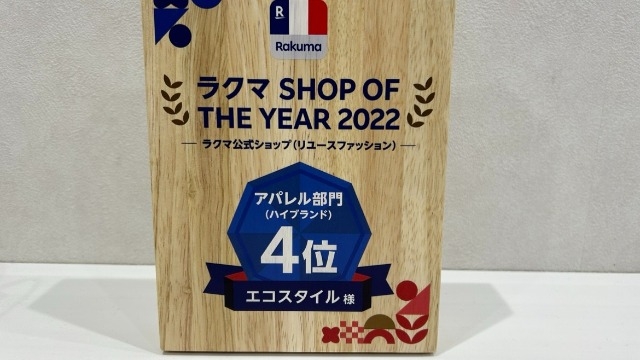 R
Rakuma
ラクマ SHOP OF
THE YEAR 2022
ラクマ公式ショップ(リユースファッション)
アパレル部門
(ハイブランド)
4位
エコスタイル 様